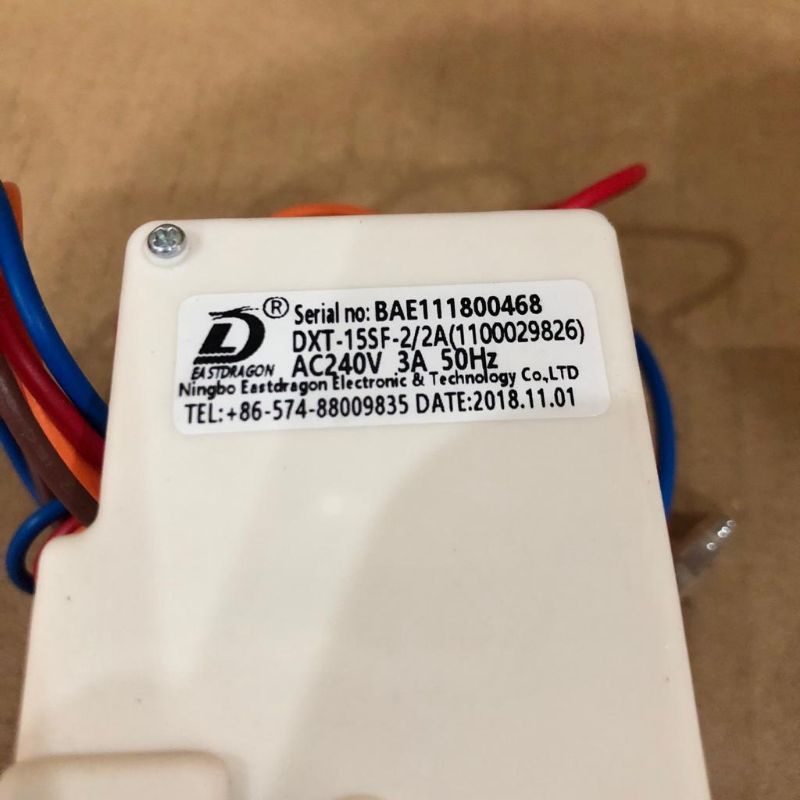 ® Serial no: BAE111800468
DXT-15SF-2/2A(1100029826)
EASTDRAGON AC240V 3A 50Hz
Ningbo Eastdragon Electronic & Technology Co.,LTD
TEL:+86-574-88009835 DATE:2018.11.01